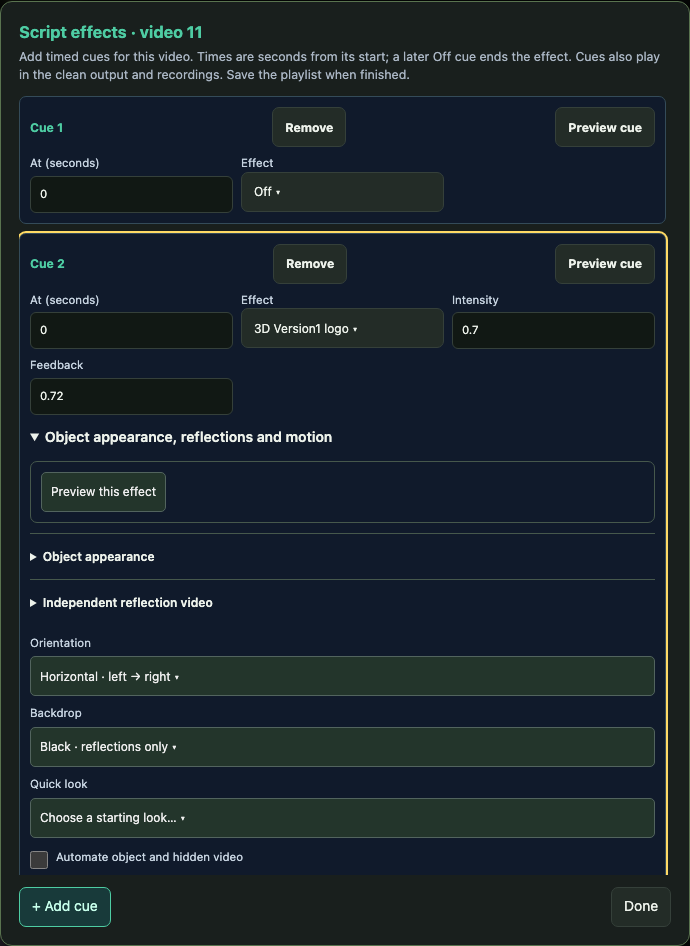 Script effects · video 11
Add timed cues for this video. Times are seconds from its start; a later Off cue ends the effect. Cues also play
in the clean output and recordings. Save the playlist when finished.
Cue 1
Remove
Preview cue
At (seconds)
Effect
0
Off ▾
Cue 2
Remove
Preview cue
At (seconds)
Effect
Intensity
0
3D Version1 logo ▾
0.7
Feedback
0.72
▼ Object appearance, reflections and motion
Preview this effect
▶ Object appearance
▶ Independent reflection video
Orientation
Horizontal · left → right ▾
Backdrop
Black · reflections only ▾
Quick look
Choose a starting look... ▾
Automate object and hidden video
+ Add cue
Done